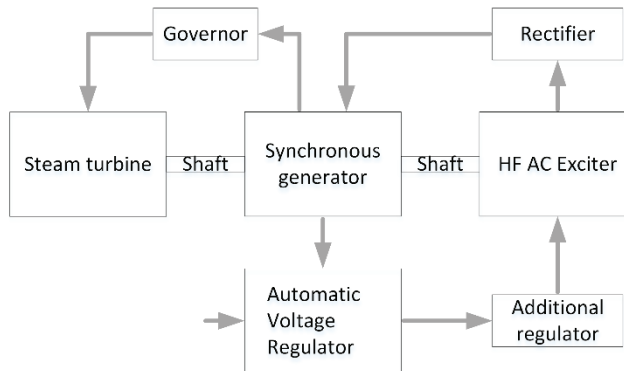 Governor
Rectifier
Steam turbine
Shaft
Synchronous
generator
Shaft
HF AC Exciter
Automatic
Voltage
Regulator
Additional
regulator